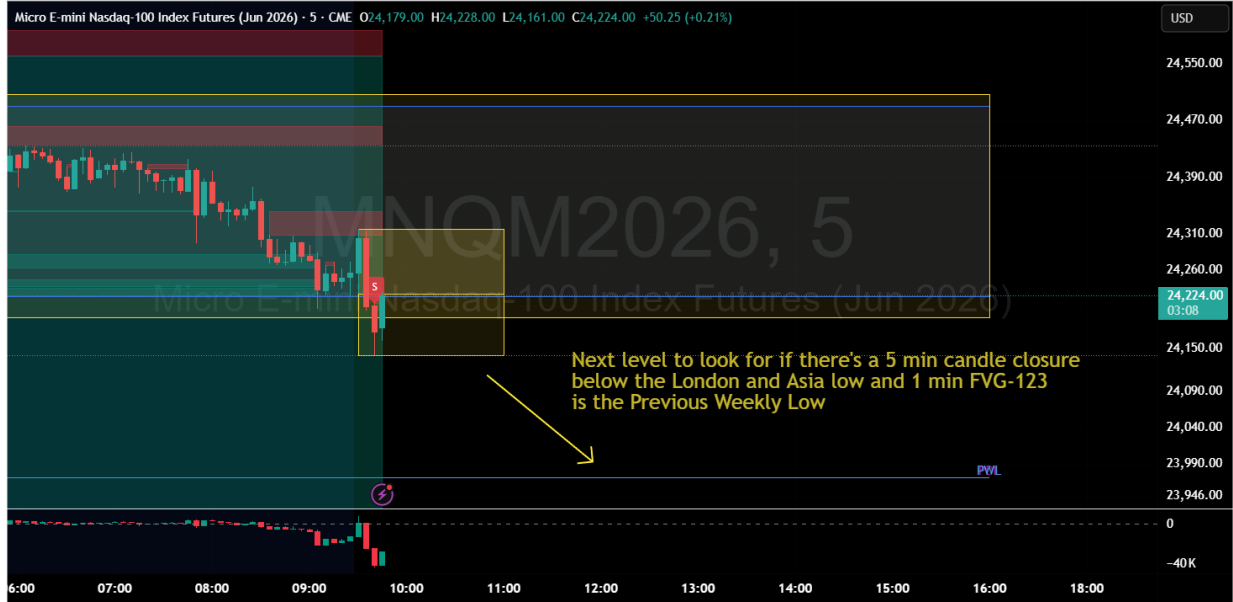 Micro E-mini Nasdaq-100 Index Futures (Jun 2026) · 5 · CME O24,179.00 H24,228.00 L24,161.00 C24,224.00 +50.25 (+0.21%)
USD
24,550.00
24,470.00
24,390.00
24,310.00
24,260.00
24,224.00
03:08
24,150.00
24,090.00
24,040.00
23,990.00
23,946.00
MNQM2026, 5
Micro E-mini Nasdaq-100 Index Futures (Jun 2026)
S
Next level to look for if there's a 5 min candle closure
below the London and Asia low and 1 min FVG-123
is the Previous Weekly Low
PWL
0
−40K
6:00 07:00 08:00 09:00 10:00 11:00 12:00 13:00 14:00 15:00 16:00 17:00 18:00